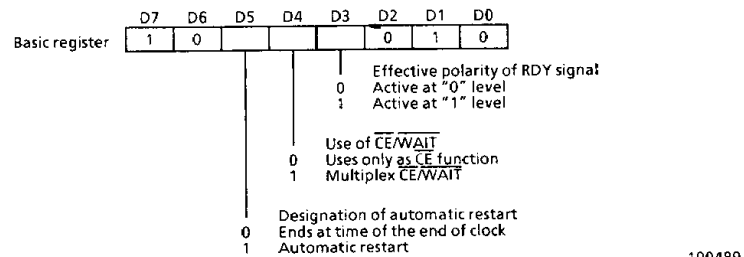 D7 D6 D5 D4 D3 D2 D1 D0
Basic register 1 0 0 1 0
Effective polarity of RDY signal
0 Active at "0" level
1 Active at "1" level
Use of CE/WAIT
0 Uses only as CE function
1 Multiplex CE/WAIT
Designation of automatic restart
0 Ends at time of the end of clock
1 Automatic restart